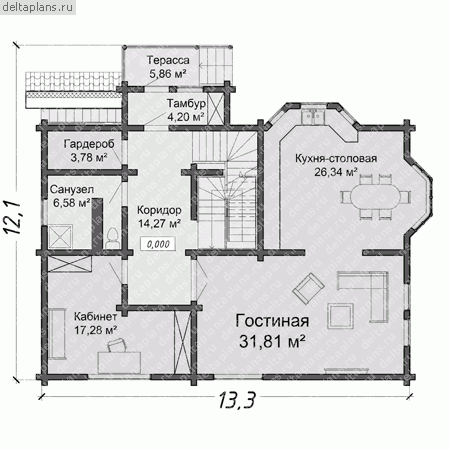 deltaplans.ru
Терасса
5,86 м²
Тамбур
4,20 м²
Гардероб
3,78 м²
Кухня-столовая
26,34 м²
Санузел
6,58 м²
Коридор
14,27 м²
0,000
12,1
Кабинет
17,28 м²
Гостиная
31,81 м²
13,3